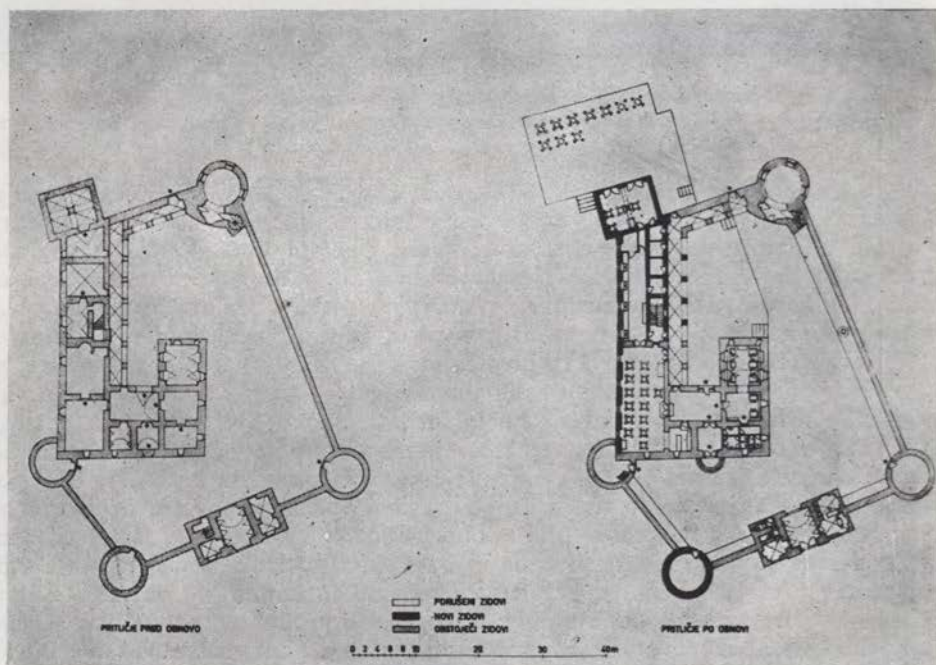 PORUŠENI ZIDOVI
NOVI ZIDOVI
OBSTOJEČI ZIDOVI
PRITLIČJE PRED OBNOVO
PRITLIČJE PO OBNOVI
0 2 4 6 8 10 20 30 40m